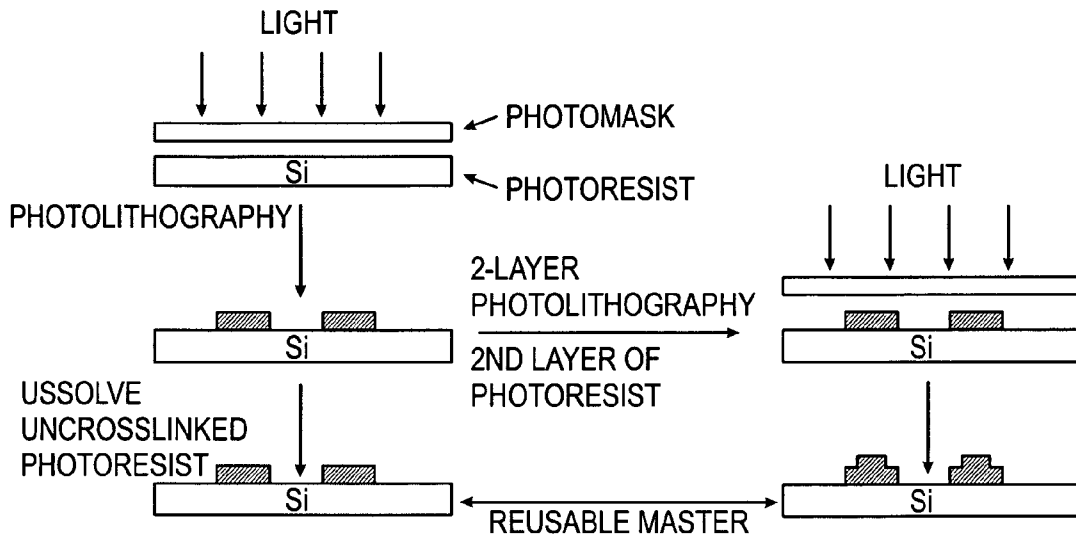 LIGHT
PHOTOMASK
Si
PHOTORESIST
PHOTOLITHOGRAPHY
LIGHT
2-LAYER
PHOTOLITHOGRAPHY
2ND LAYER OF
PHOTORESIST
Si
Si
USSOLVE
UNCROSSLINKED
PHOTORESIST
Si
REUSABLE MASTER
Si